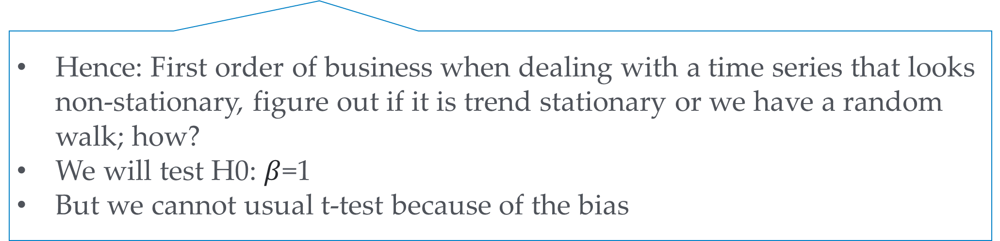 • Hence: First order of business when dealing with a time series that looks
non-stationary, figure out if it is trend stationary or we have a random
walk; how?
• We will test H0: β=1
• But we cannot usual t-test because of the bias